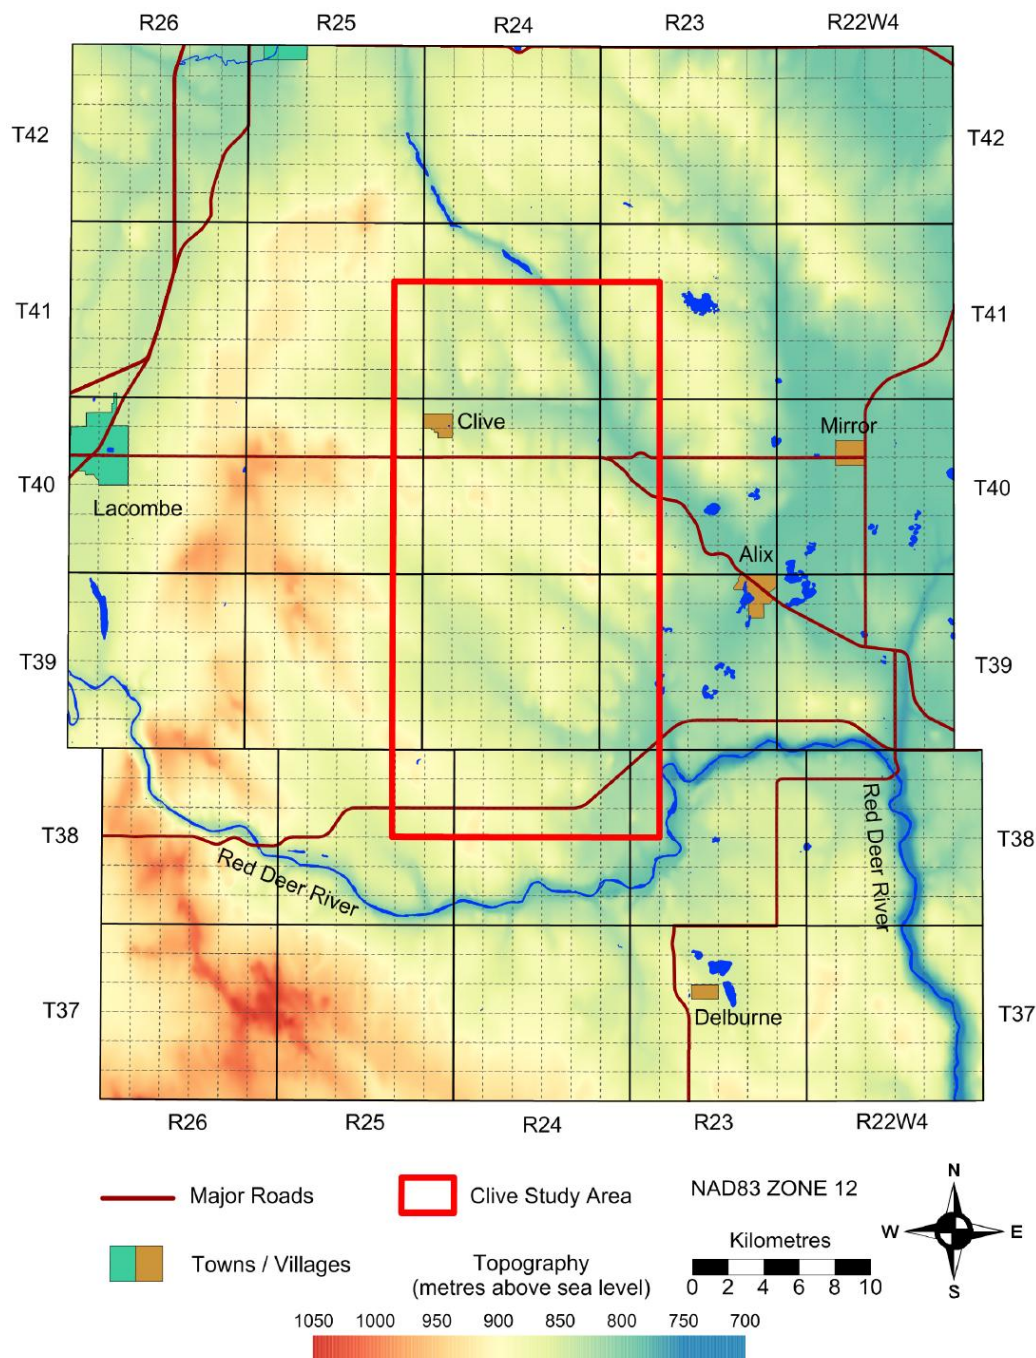 R26 R25 R24 R23 R22W4
T42 T42
T41 T41
Clive
Mirror
T40 T40
Lacombe
Alix
T39 T39
Red Deer River
T38 T38
Red Deer River
T37 T37
Delburne
R26 R25 R24 R23 R22W4
Major Roads
Clive Study Area
NAD83 ZONE 12
N
W E
S
Towns / Villages
Topography
(metres above sea level)
Kilometres
0 2 4 6 8 10
1050 1000 950 900 850 800 750 700